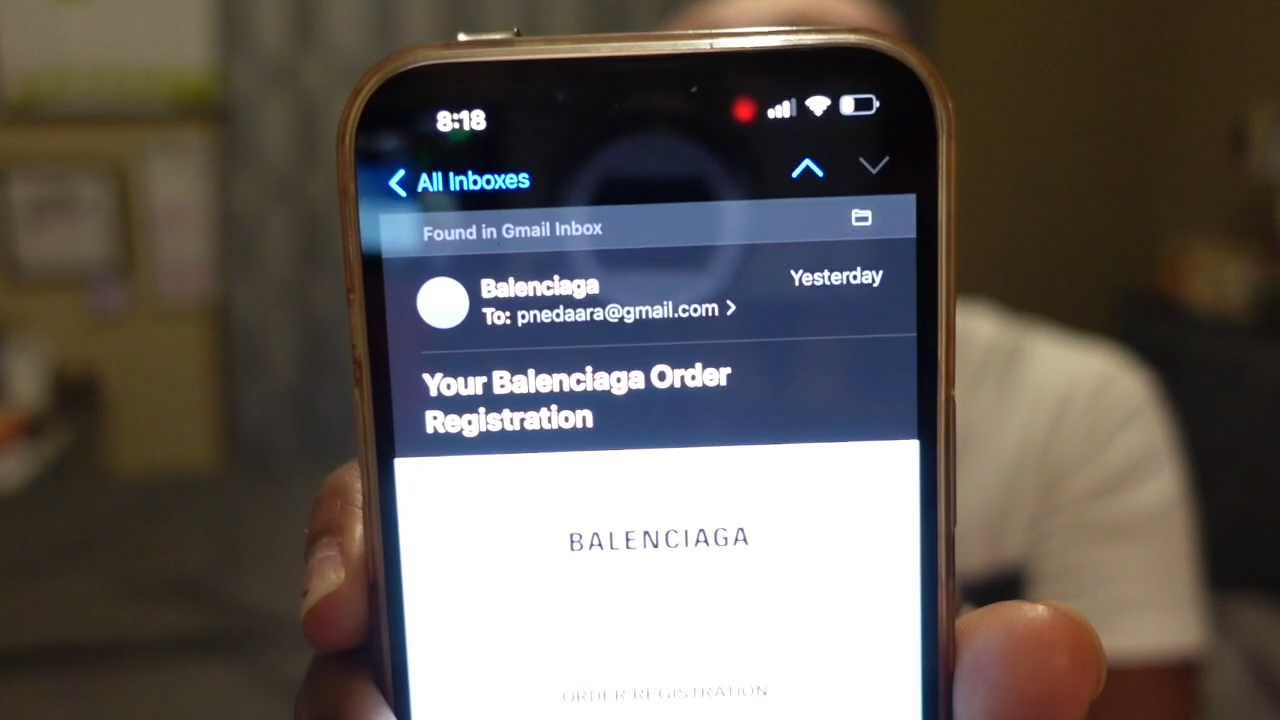 8:18
All Inboxes
Found in Gmail Inbox
Balenciaga
Yesterday
To: pnedaara@gmail.com
Your Balenciaga Order
Registration
BALENCIAGA
ORDER REGISTRATION